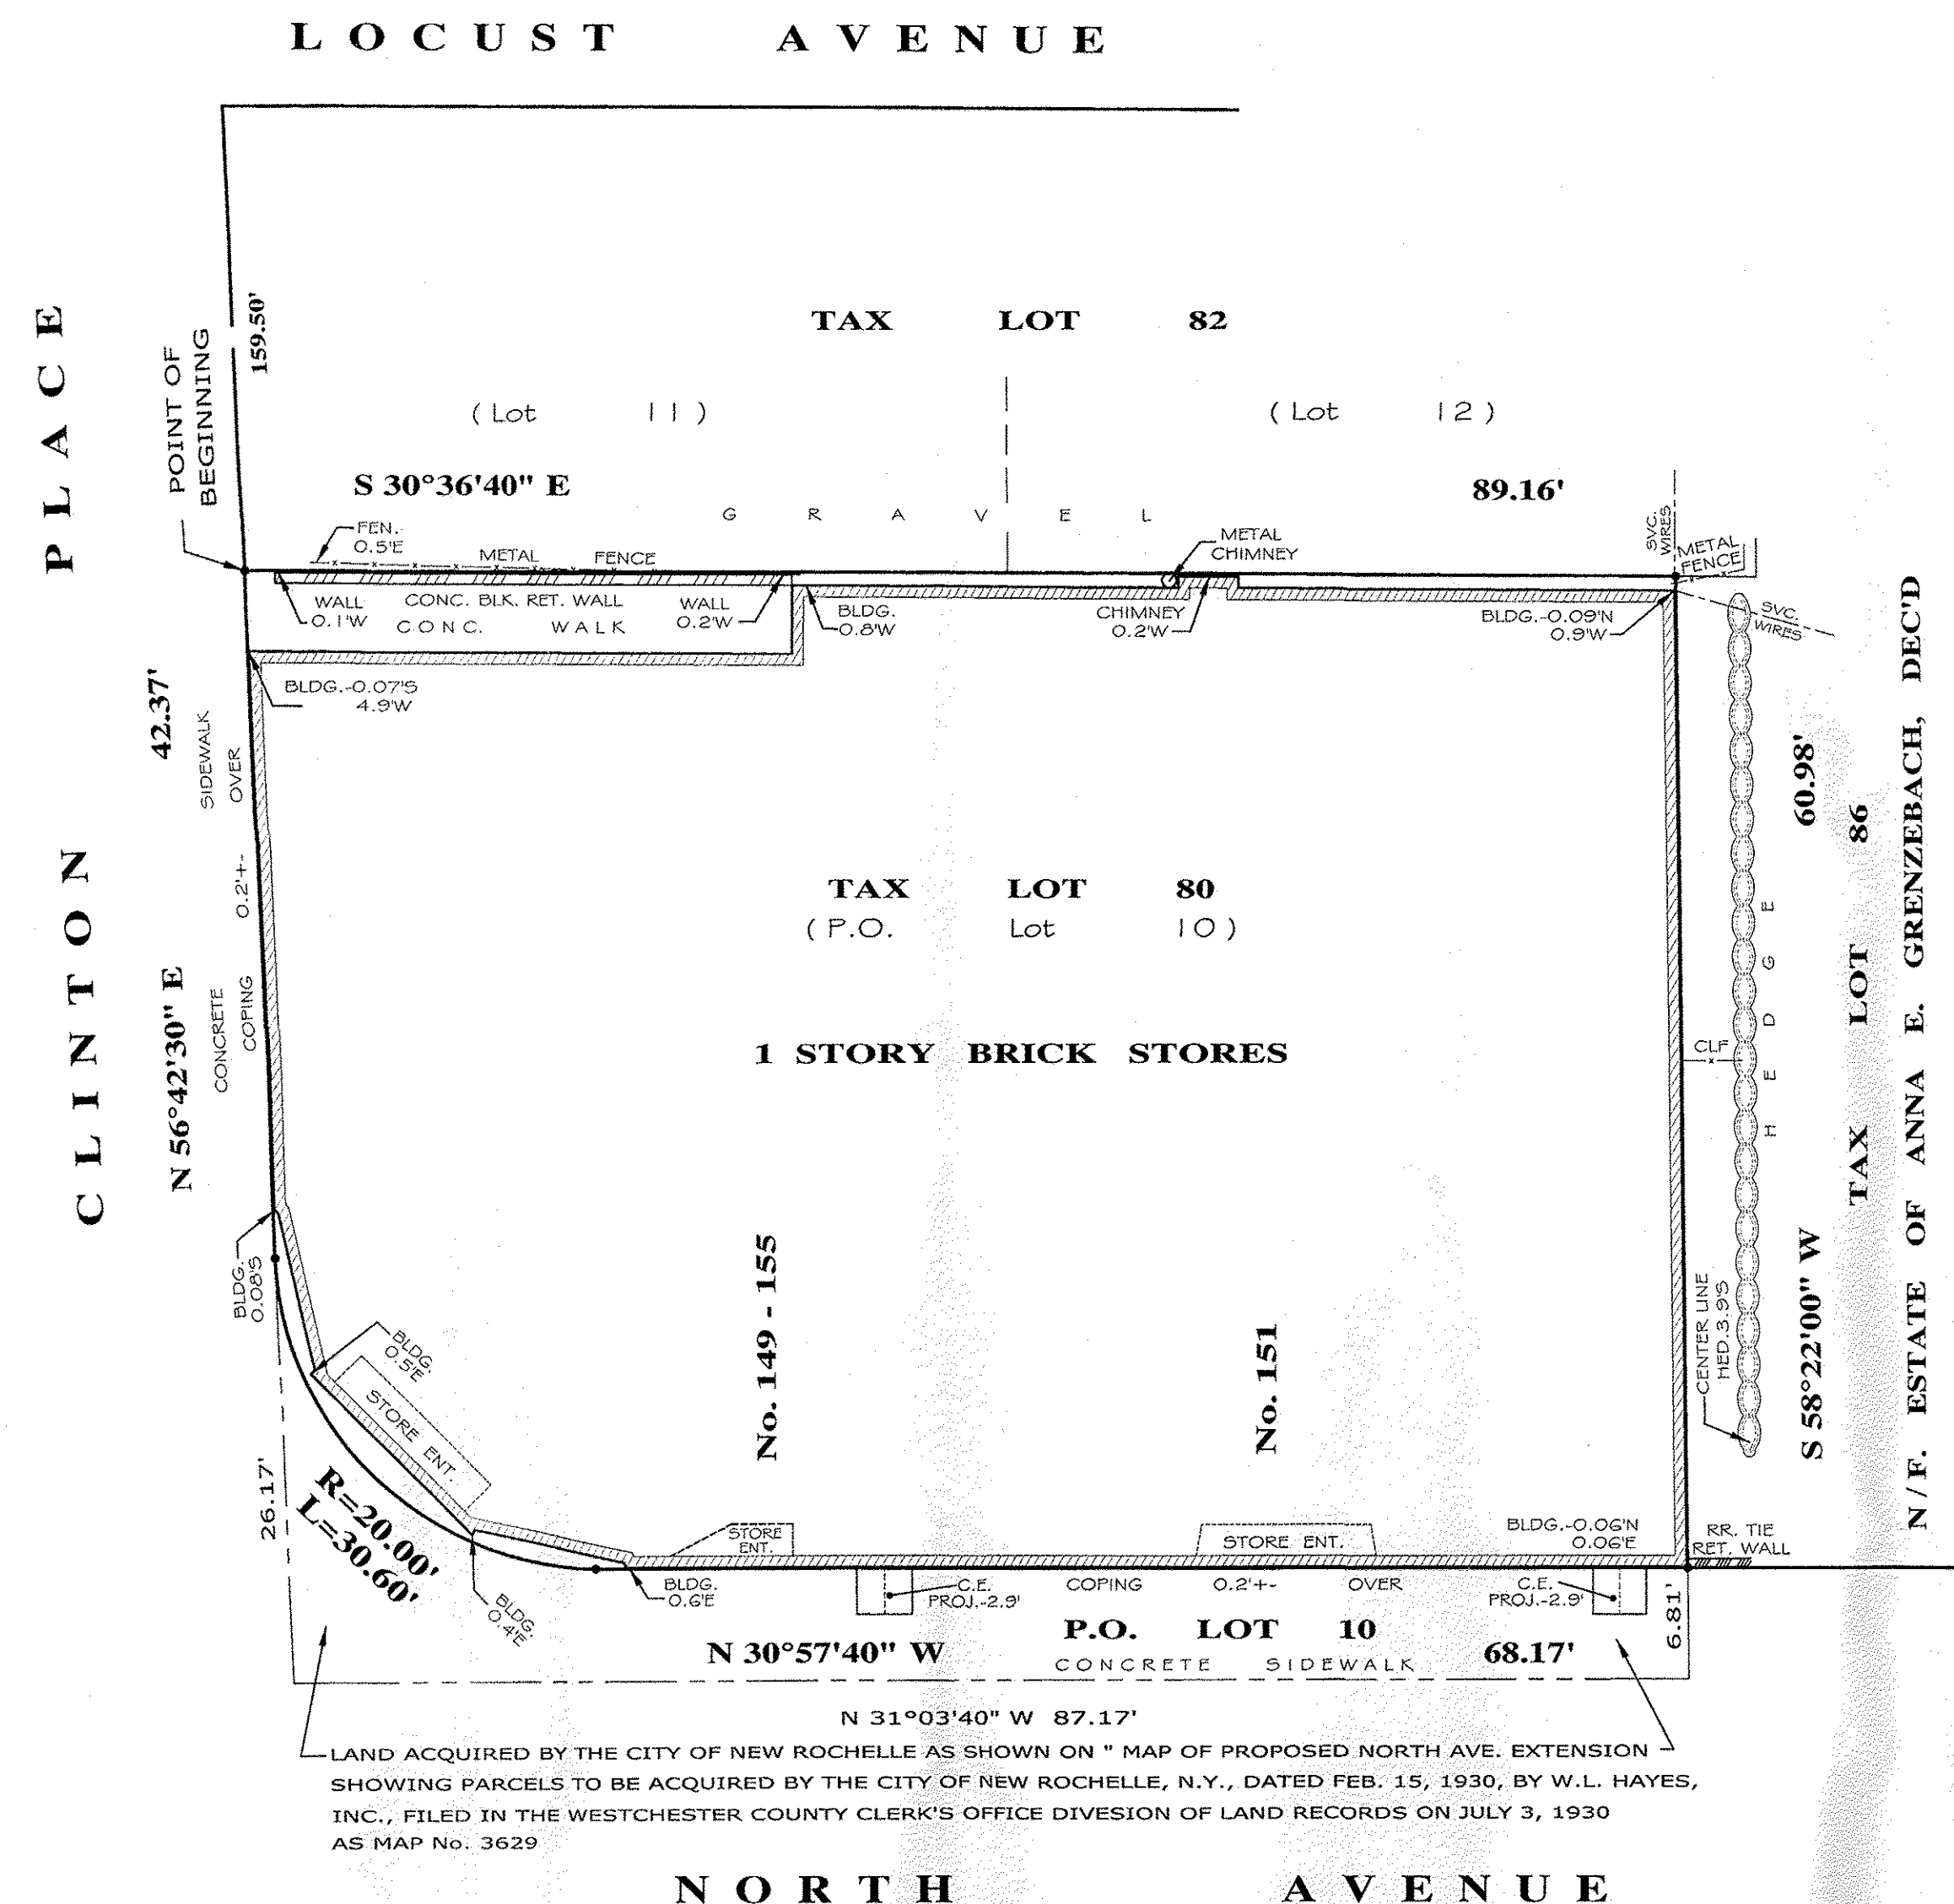 LOCUST AVENUE
159.50'
POINT OF
BEGINNING
TAX LOT 82
(Lot 11)
(Lot 12)
S 30°36'40" E
89.16'
GRAVEL
FEN.-
0.5'E
METAL FENCE
METAL
CHIMNEY
SVC.
WIRES
METAL
FENCE
WALL
0.1'W
CONC. BLK. RET. WALL
CONC. WALK
WALL
0.2'W
BLDG.
0.8'W
CHIMNEY
0.2'W
BLDG.-0.09'N
0.9'W
SVC.
WIRES
BLDG.-0.07'S
4.9'W
CLINTON PLACE
42.37'
N 56°42'30" E
SIDEWALK
OVER
0.2'+-
CONCRETE
COPING
TAX LOT 80
(P.O. Lot 10)
1 STORY BRICK STORES
No. 149 - 155
No. 151
CLF
HEDGE
CENTER LINE
HED.3.9'S
60.98'
S 58°22'00" W
TAX LOT 86
N/F. ESTATE OF ANNA E. GRENZEBACH, DEC'D
BLDG.-
0.08'S
BLDG.
0.5'E
STORE ENT.
26.17'
R=20.00'
L=30.60'
BLDG.
0.4'E
STORE
ENT.
STORE ENT.
BLDG.-0.06'N
0.06'E
RR. TIE
RET. WALL
BLDG.
0.6'E
C.E.
PROJ.-2.9'
COPING 0.2'+- OVER
C.E.
PROJ.-2.9'
6.81'
P.O. LOT 10
N 30°57'40" W
68.17'
CONCRETE SIDEWALK
N 31°03'40" W 87.17'
LAND ACQUIRED BY THE CITY OF NEW ROCHELLE AS SHOWN ON " MAP OF PROPOSED NORTH AVE. EXTENSION
SHOWING PARCELS TO BE ACQUIRED BY THE CITY OF NEW ROCHELLE, N.Y., DATED FEB. 15, 1930, BY W.L. HAYES,
INC., FILED IN THE WESTCHESTER COUNTY CLERK'S OFFICE DIVESION OF LAND RECORDS ON JULY 3, 1930
AS MAP No. 3629
NORTH AVENUE